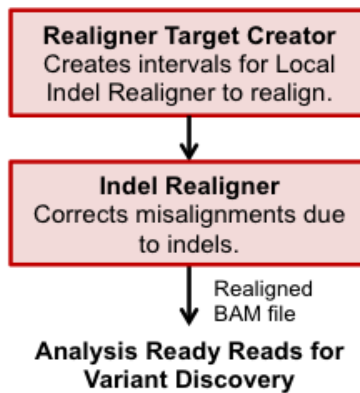 Realigner Target Creator
Creates intervals for Local
Indel Realigner to realign.
Indel Realigner
Corrects misalignments due
to indels.
Realigned
BAM file
Analysis Ready Reads for
Variant Discovery